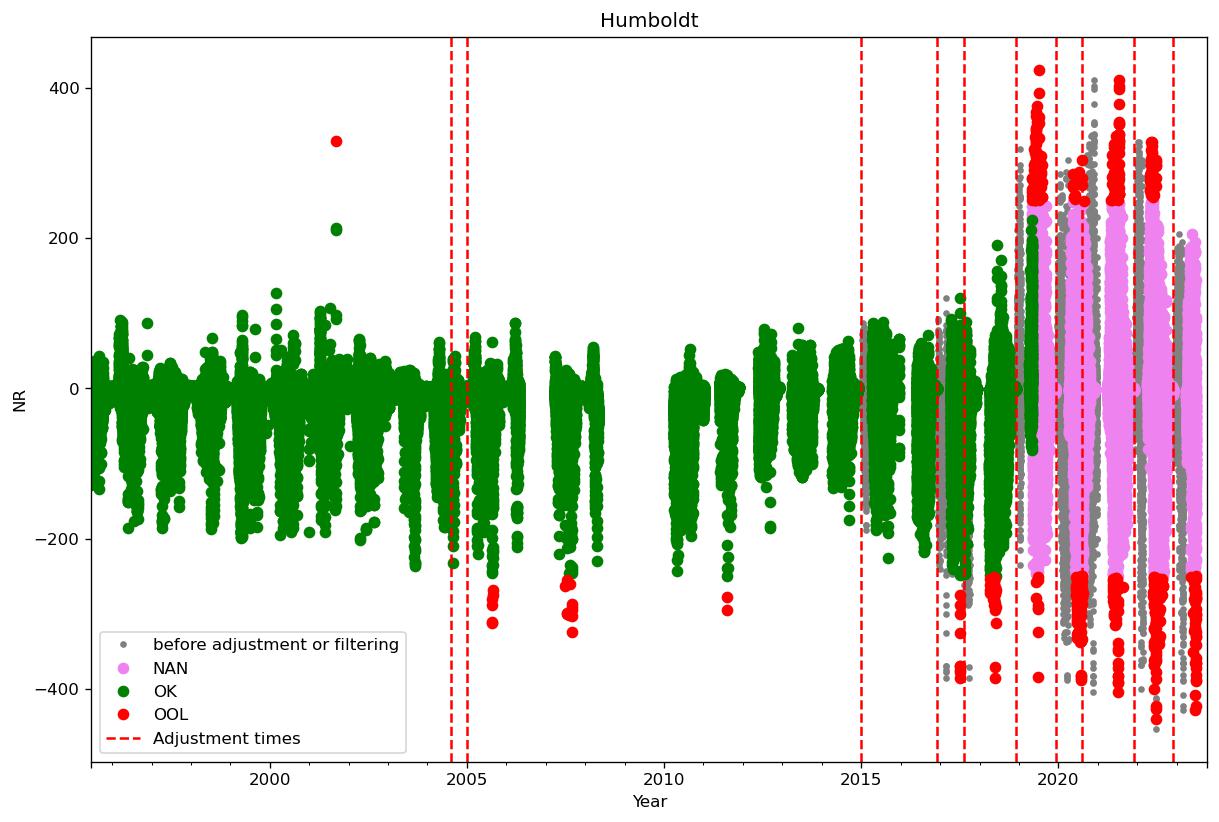 Humboldt
NR
400
200
0
−200
−400
before adjustment or filtering
NAN
OK
OOL
Adjustment times
2000
2005
2010
2015
2020
Year